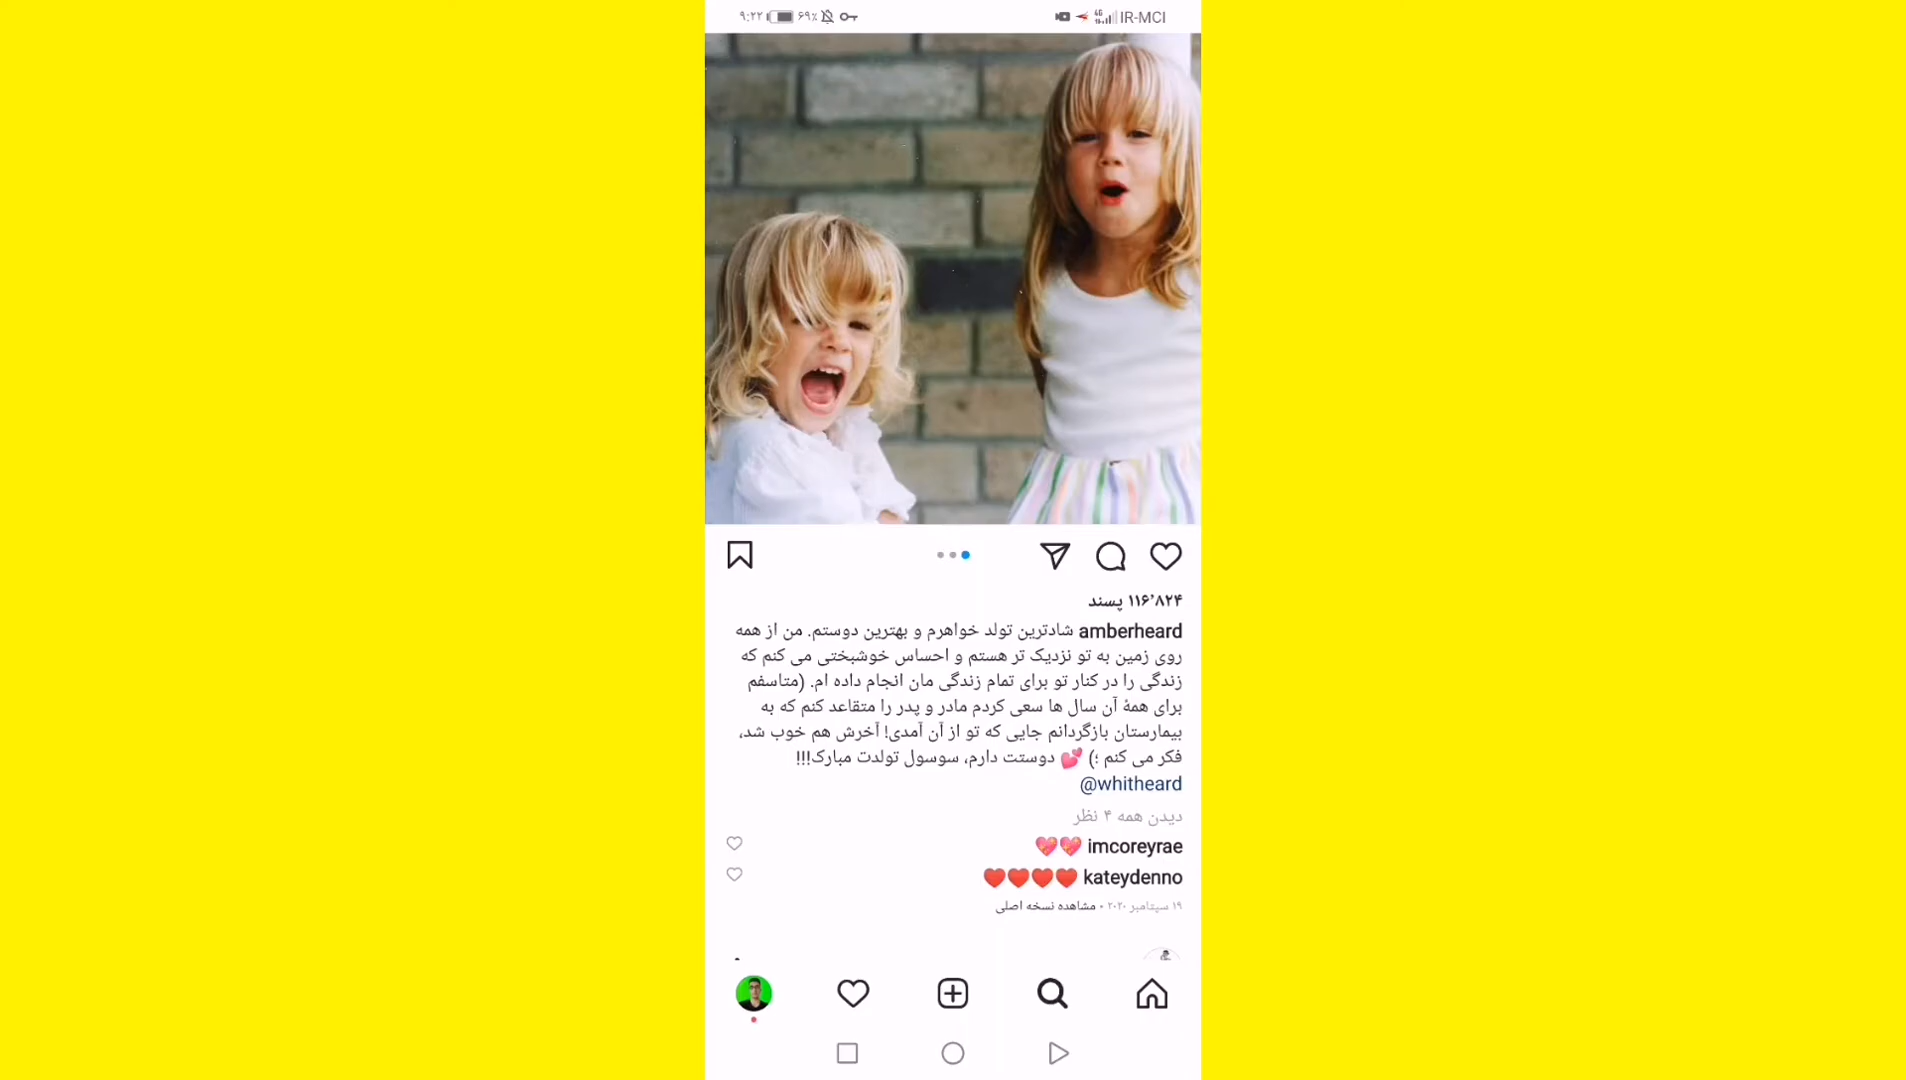 ۹:۲۲ ۶۹٪ IR-MCI
۱۱۶٬۸۲۴ پسند
amberheard شادترین تولد خواهرم و بهترین دوستم. من از همه
روی زمین به تو نزدیک تر هستم و احساس خوشبختی می کنم که
زندگی را در کنار تو برای تمام زندگی مان انجام داده ام. (متاسفم
برای همهٔ آن سال ها سعی کردم مادر و پدر را متقاعد کنم که به
بیمارستان بازگردانم جایی که تو از آن آمدی! آخرش هم خوب شد،
فکر می کنم ؛) 💕 دوستت دارم، سوسول تولدت مبارک!!!
@whitheard
دیدن همه ۴ نظر
imcoreyrae 💖💖
kateydenno ♥️♥️♥️♥️
۱۹ سپتامبر ۲۰۲۰ • مشاهده نسخه اصلی